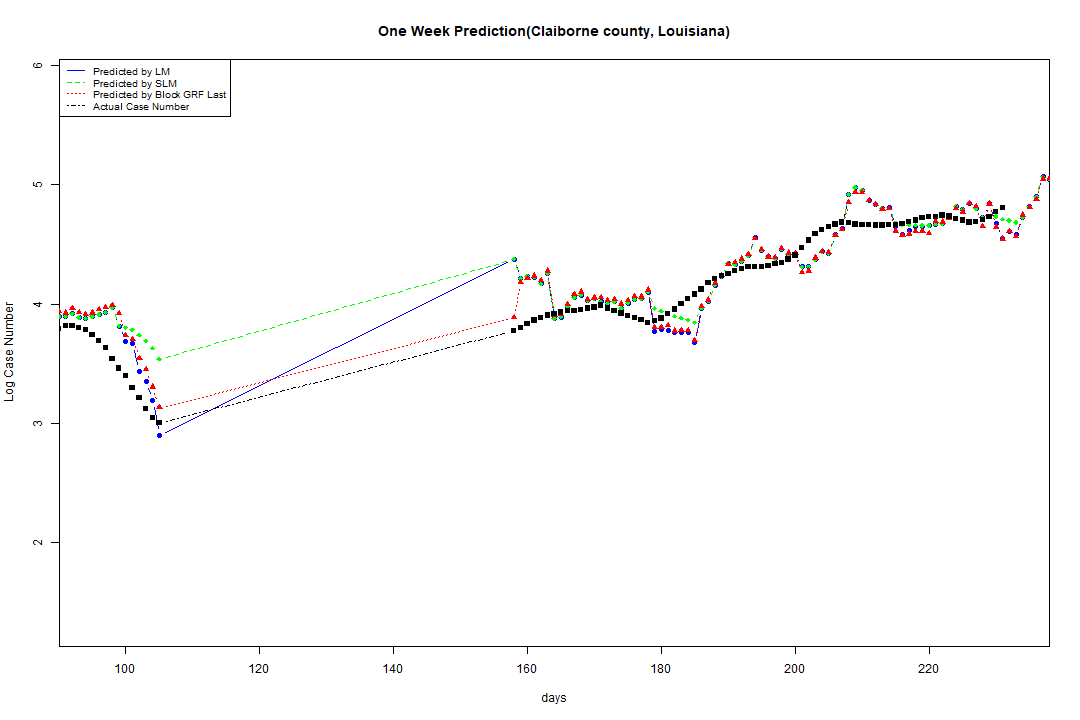 One Week Prediction(Claiborne county, Louisiana)
Predicted by LM
Predicted by SLM
Predicted by Block GRF Last
Actual Case Number
6
5
4
3
2
Log Case Number
100 120 140 160 180 200 220
days